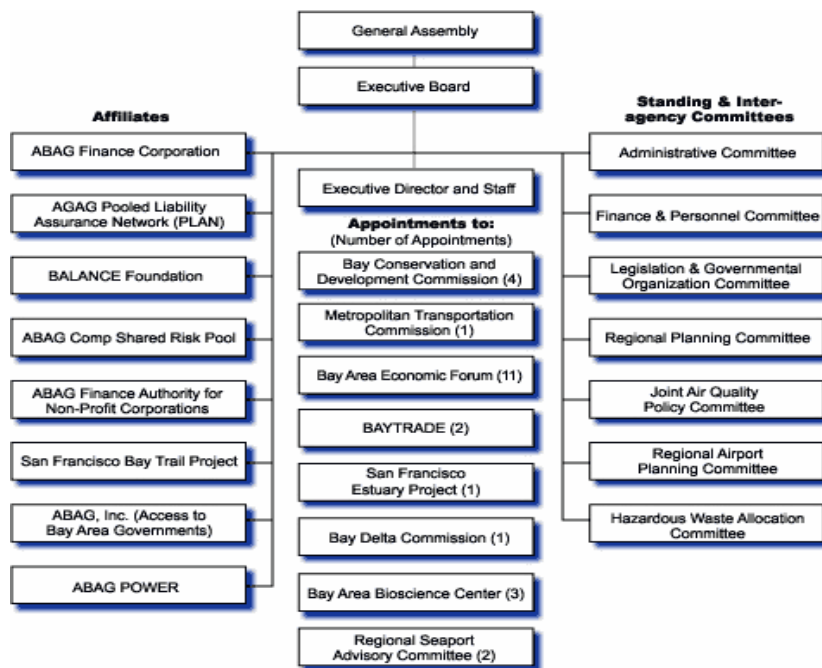 General Assembly
Executive Board
Affiliates
ABAG Finance Corporation
AGAG Pooled Liability
Assurance Network (PLAN)
BALANCE Foundation
ABAG Comp Shared Risk Pool
ABAG Finance Authority for
Non-Profit Corporations
San Francisco Bay Trail Project
ABAG, Inc. (Access to
Bay Area Governments)
ABAG POWER
Executive Director and Staff
Appointments to:
(Number of Appointments)
Bay Conservation and
Development Commission (4)
Metropolitan Transportation
Commission (1)
Bay Area Economic Forum (11)
BAYTRADE (2)
San Francisco
Estuary Project (1)
Bay Delta Commission (1)
Bay Area Bioscience Center (3)
Regional Seaport
Advisory Committee (2)
Standing & Inter-
agency Committees
Administrative Committee
Finance & Personnel Committee
Legislation & Governmental
Organization Committee
Regional Planning Committee
Joint Air Quality
Policy Committee
Regional Airport
Planning Committee
Hazardous Waste Allocation
Committee